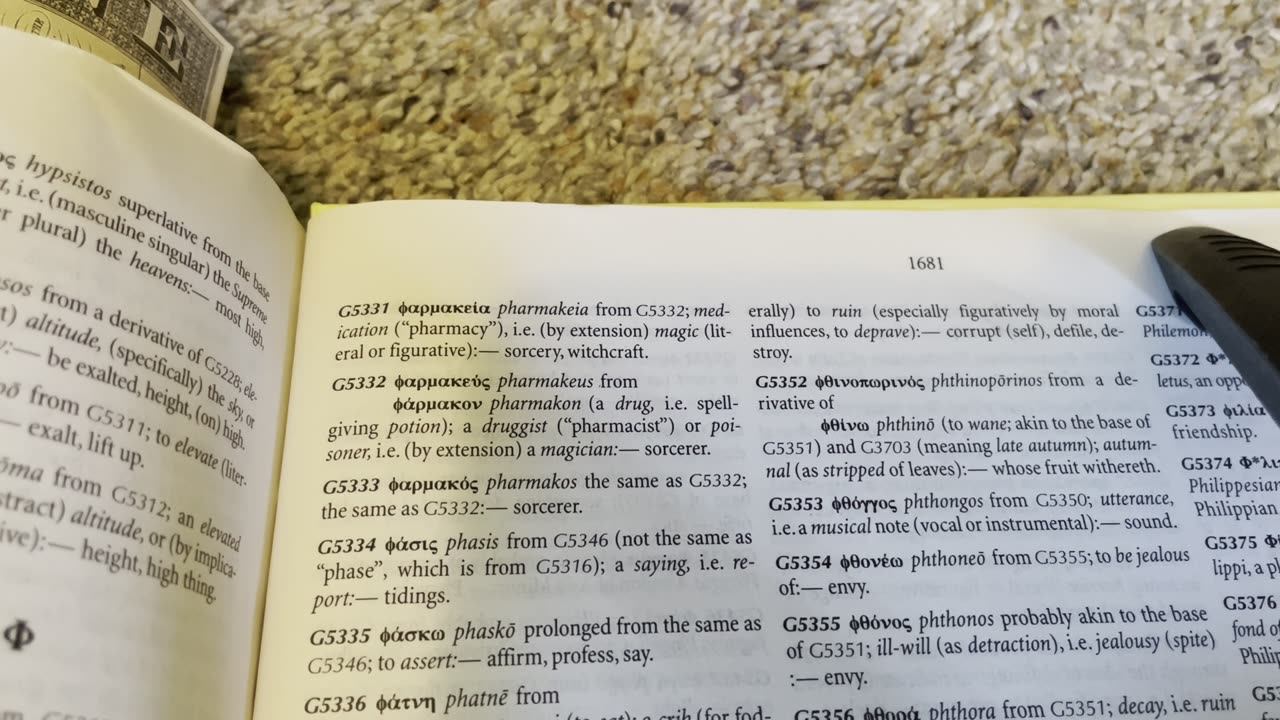 hypsistos superlative from the base
i.e. (masculine singular) the Supreme
plural) the heavens:— most high,
from a derivative of G5228; ele-
altitude, (specifically) the sky, or
:— be exalted, height, (on) high.
from G5311; to elevate (liter-
— exalt, lift up.
from G5312; an elevated
altitude, or (by implica-
:— height, high thing.
Φ
1681
G5331 φαρμακεία pharmakeia from G5332; med-
ication (“pharmacy”), i.e. (by extension) magic (lit-
eral or figurative):— sorcery, witchcraft.
G5332 φαρμακεύς pharmakeus from
φάρμακον pharmakon (a drug, i.e. spell-
giving potion); a druggist (“pharmacist”) or poi-
soner, i.e. (by extension) a magician:— sorcerer.
G5333 φαρμακός pharmakos the same as G5332;
the same as G5332:— sorcerer.
G5334 φάσις phasis from G5346 (not the same as
“phase”, which is from G5316); a saying, i.e. re-
port:— tidings.
G5335 φάσκω phaskō prolonged from the same as
G5346; to assert:— affirm, profess, say.
G5336 φάτνη phatnē from
(to eat); a crib (for fod-
erally) to ruin (especially figuratively by moral
influences, to deprave):— corrupt (self), defile, de-
stroy.
G5352 φθινοπωρινός phthinopōrinos from a de-
rivative of
φθίνω phthinō (to wane; akin to the base of
G5351) and G3703 (meaning late autumn); autum-
nal (as stripped of leaves):— whose fruit withereth.
G5353 φθόγγος phthongos from G5350; utterance,
i.e. a musical note (vocal or instrumental):— sound.
G5354 φθονέω phthoneō from G5355; to be jealous
of:— envy.
G5355 φθόνος phthonos probably akin to the base
of G5351; ill-will (as detraction), i.e. jealousy (spite)
:— envy.
G5356 φθορά phthora from G5351; decay, i.e. ruin
G5371
Philemon,
G5372
letus, an
G5373 φιλία
friendship.
G5374
Philippesian
Philippian
G5375
lippi, a
G5376
fond of